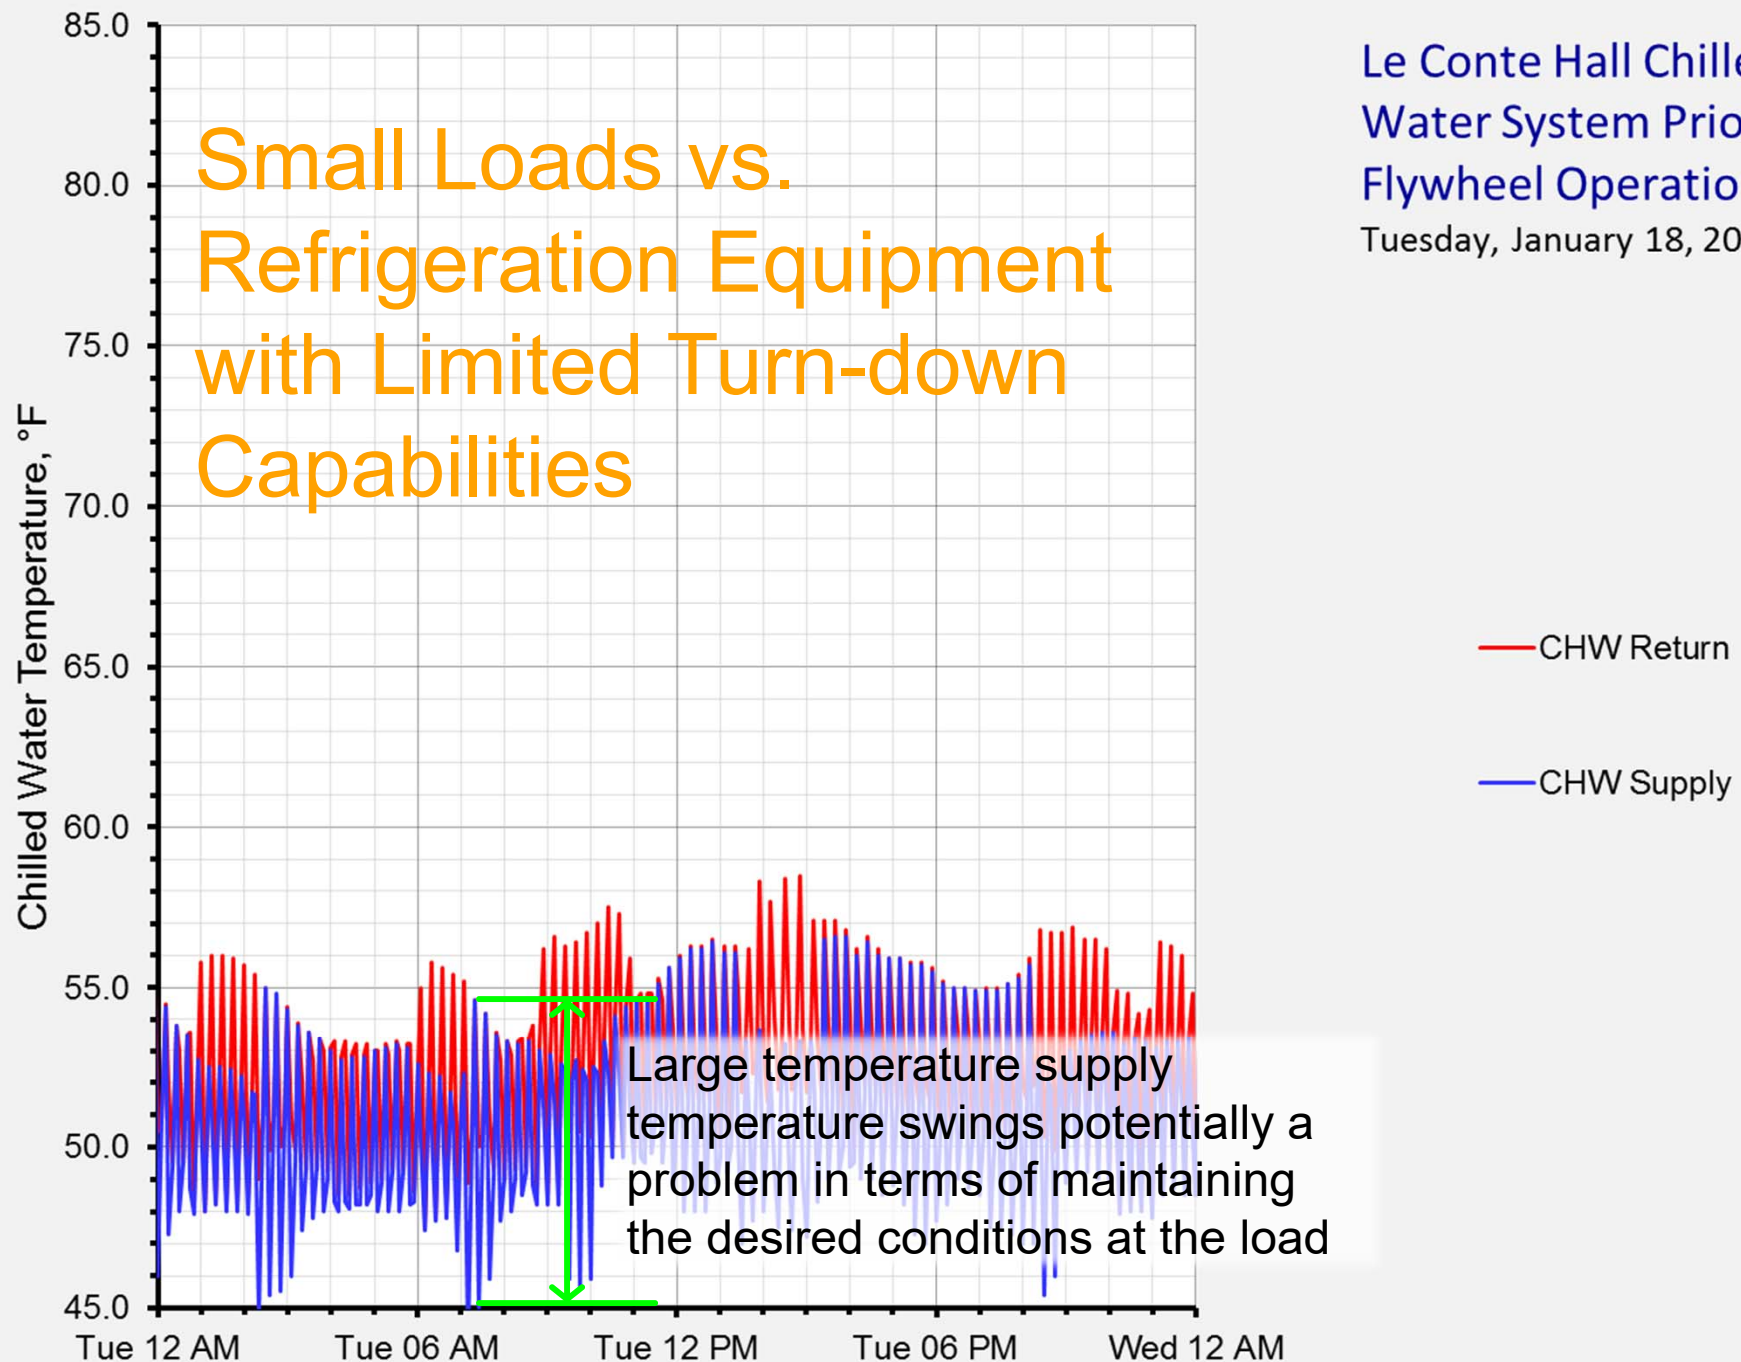 Small Loads vs.
Refrigeration Equipment
with Limited Turn-down
Capabilities
Le Conte Hall
Water System
Flywheel
Tuesday, January 18,
Chilled Water Temperature, °F
85.0
80.0
75.0
70.0
65.0
60.0
55.0
50.0
45.0
Tue 12 AM
Tue 06 AM
Tue 12 PM
Tue 06 PM
Wed 12 AM
CHW Return
CHW Supply
Large temperature supply
temperature swings potentially a
problem in terms of maintaining
the desired conditions at the load